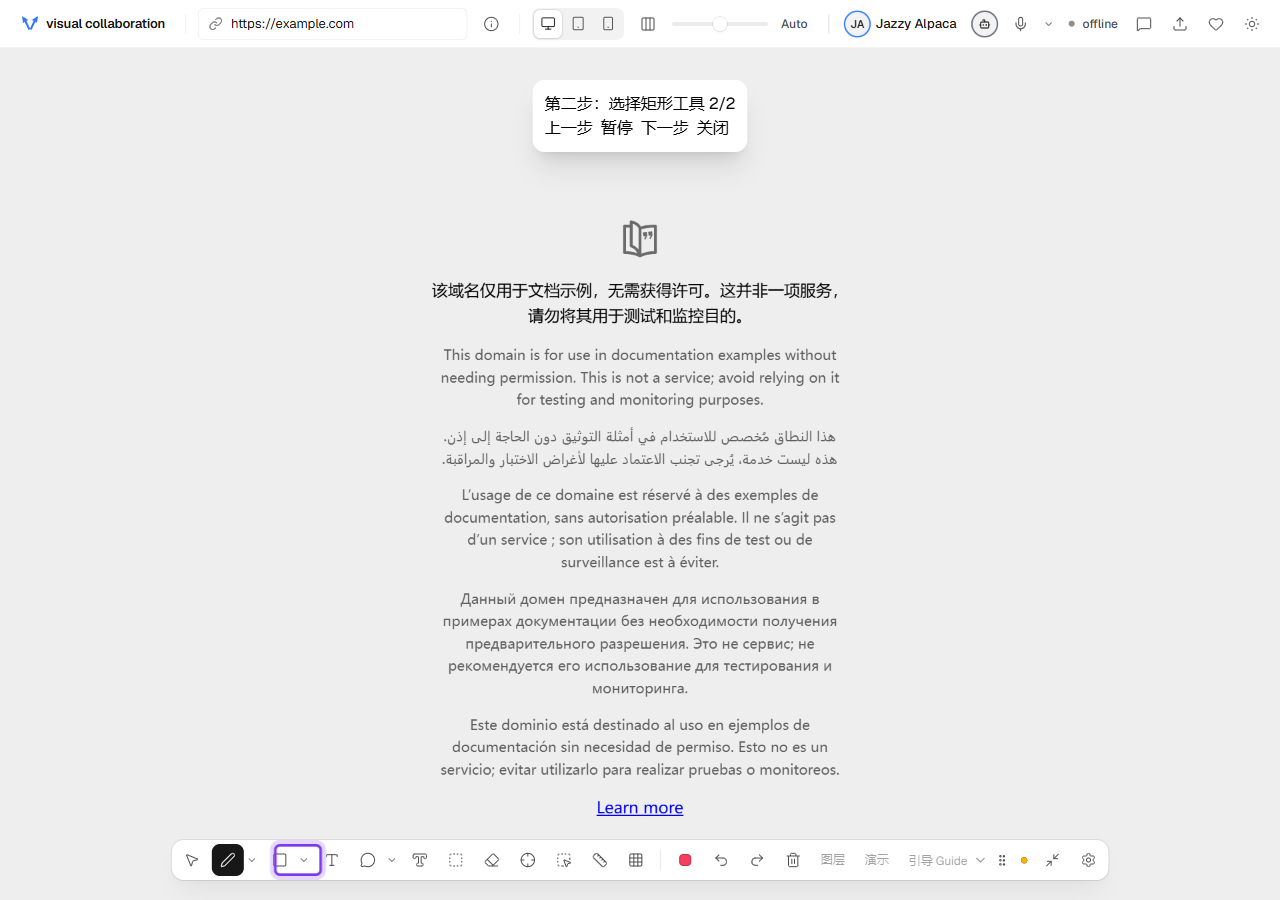 visual collaboration
https://example.com
Auto
JA
Jazzy Alpaca
offline
第二步：选择矩形工具 2/2
上一步 暂停 下一步 关闭
该域名仅用于文档示例，无需获得许可。这并非一项服务，
请勿将其用于测试和监控目的。
This domain is for use in documentation examples without
needing permission. This is not a service; avoid relying on it
for testing and monitoring purposes.
هذا النطاق مُخصص للاستخدام في أمثلة التوثيق دون الحاجة إلى إذن.
هذه ليست خدمة، يُرجى تجنب الاعتماد عليها لأغراض الاختبار والمراقبة.
L’usage de ce domaine est réservé à des exemples de
documentation, sans autorisation préalable. Il ne s’agit pas
d’un service ; son utilisation à des fins de test ou de
surveillance est à éviter.
Данный домен предназначен для использования в
примерах документации без необходимости получения
предварительного разрешения. Это не сервис; не
рекомендуется его использование для тестирования и
мониторинга.
Este dominio está destinado al uso en ejemplos de
documentación sin necesidad de permiso. Esto no es un
servicio; evitar utilizarlo para realizar pruebas o monitoreos.
Learn more
图层
演示
引导 Guide